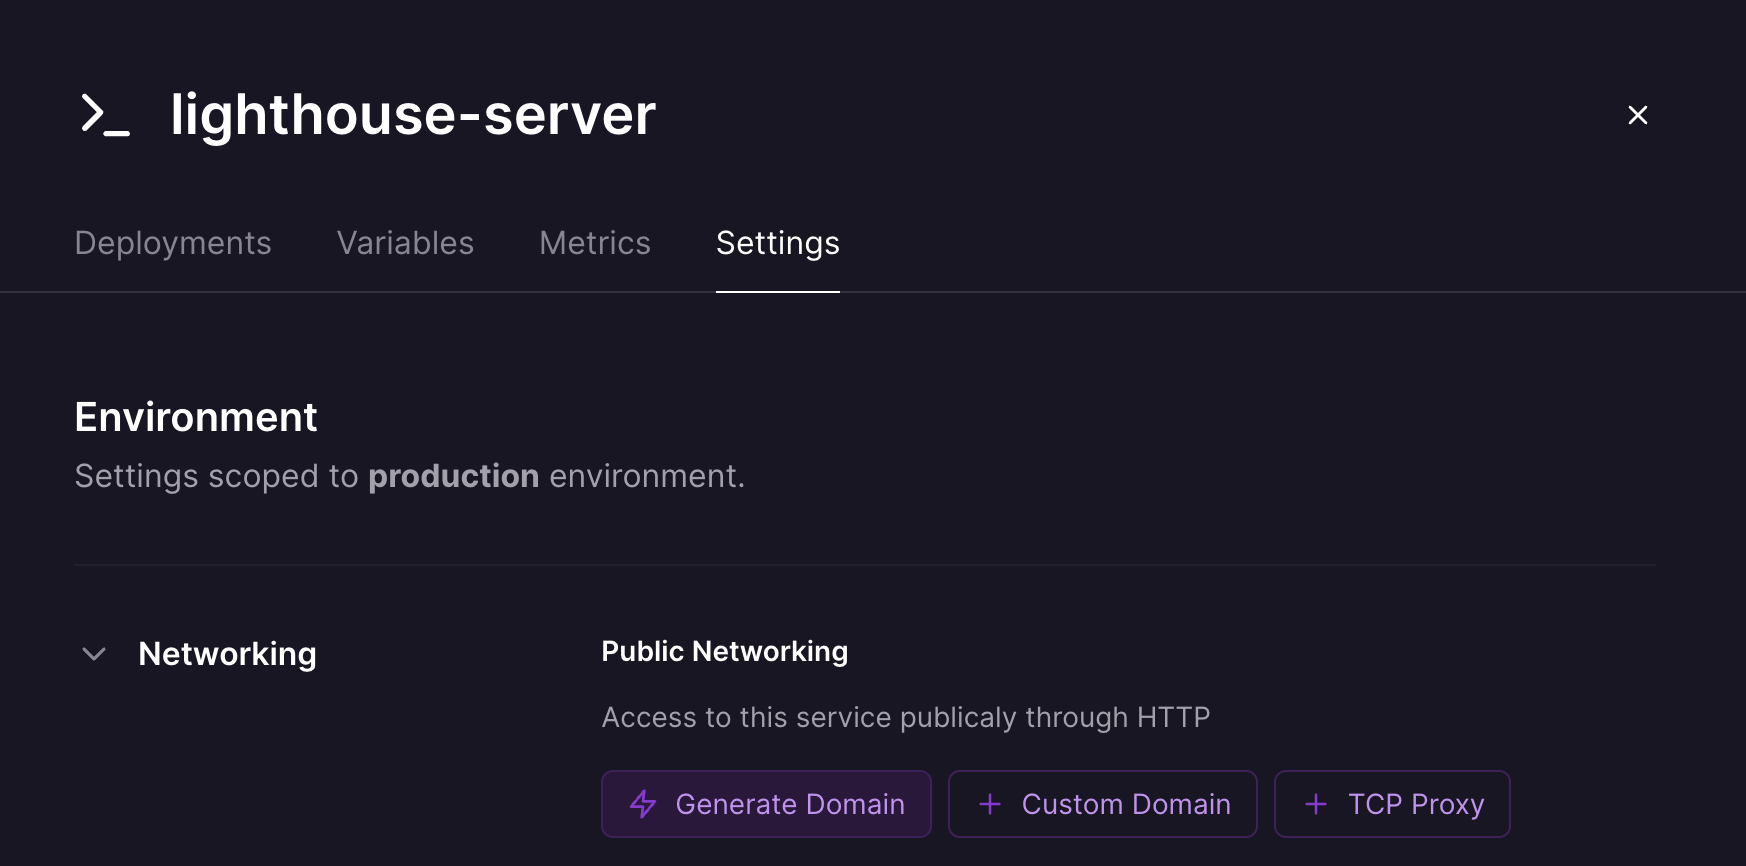 lighthouse-server
Deployments Variables Metrics Settings
Environment
Settings scoped to production environment.
Networking
Public Networking
Access to this service publicaly through HTTP
Generate Domain + Custom Domain + TCP Proxy